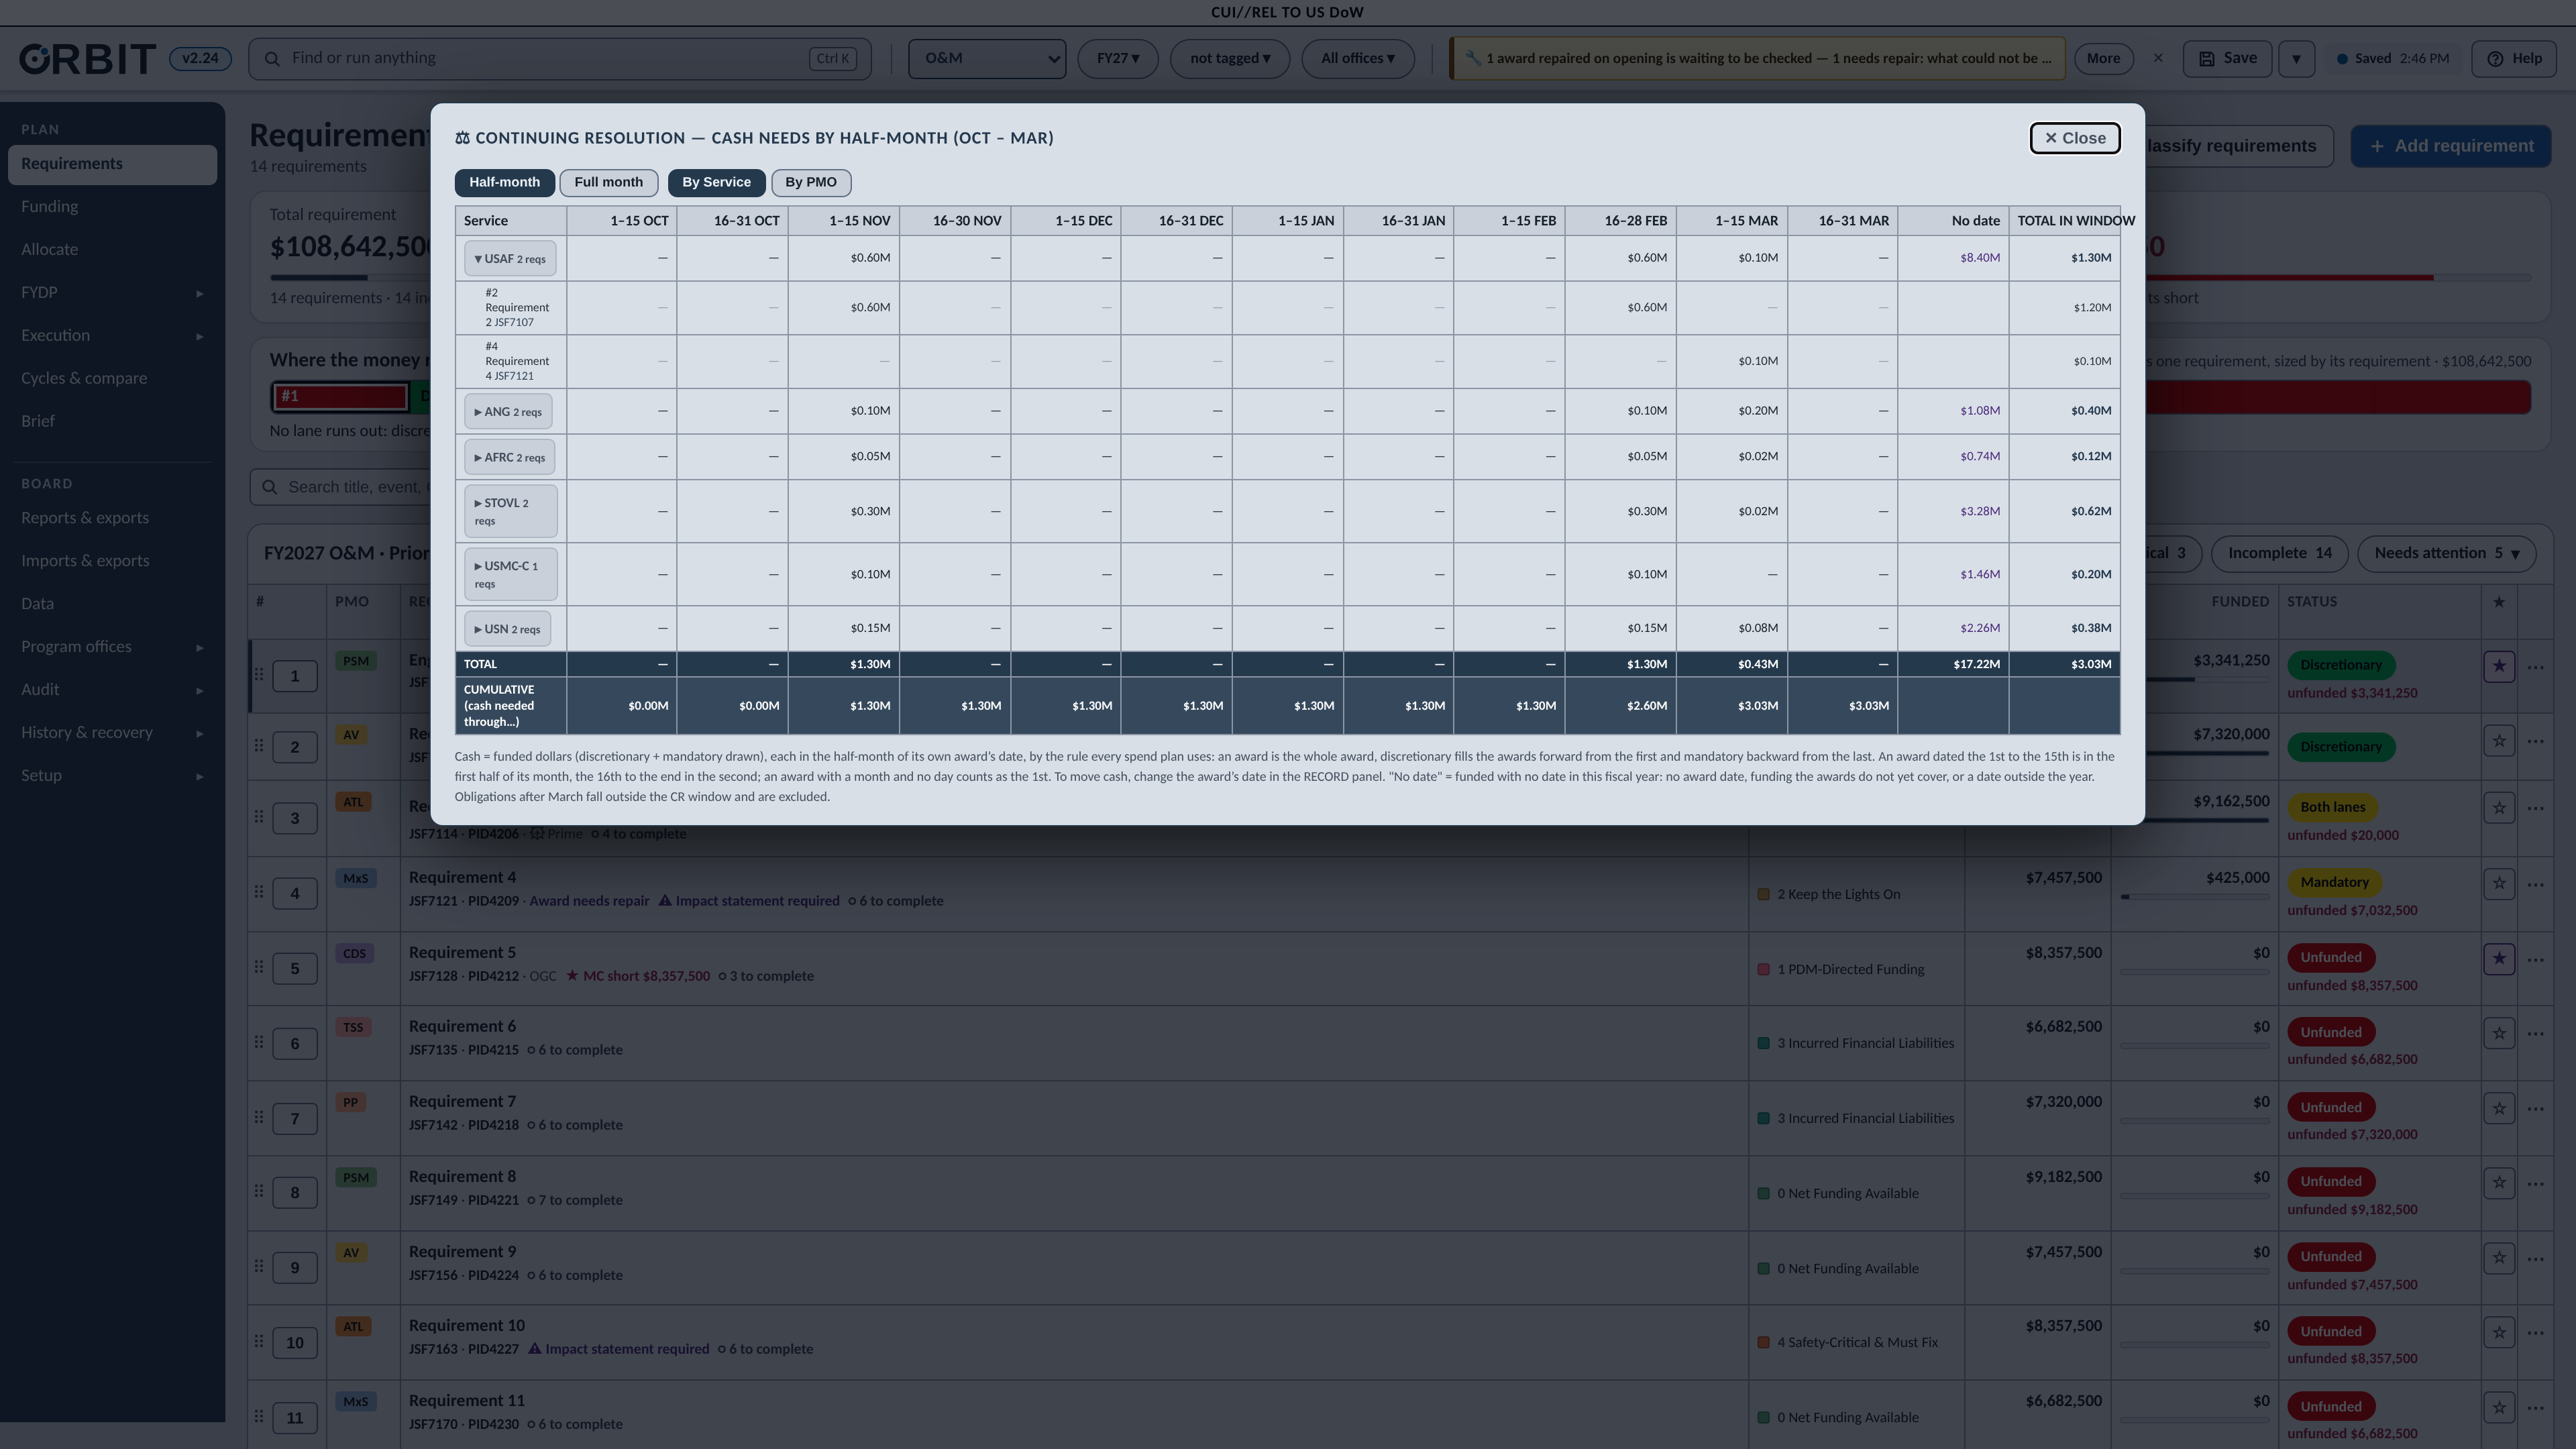 CUI//REL TO US DoW
ORBIT v2.24 Find or run anything Ctrl K O&M FY27 ▾ not tagged ▾ All offices ▾ 🔧 1 award repaired on opening is waiting to be checked — 1 needs repair: what could not be ... More × Save ▾ Saved 2:46 PM Help
PLAN
Requirements
Funding
Allocate
FYDP ▸
Execution ▸
Cycles & compare
Brief
BOARD
Reports & exports
Imports & exports
Data
Program offices ▸
Audit ▸
History & recovery ▸
Setup ▸
Requirement
14 requirements
lassify requirements + Add requirement
Total requirement
$108,642,50
14 requirements · 14 in
ts short
Where the money
s one requirement, sized by its requirement · $108,642,500
#1
No lane runs out: discre
Search title, event,
⚖ CONTINUING RESOLUTION — CASH NEEDS BY HALF-MONTH (OCT – MAR) ✕ Close
Half-month Full month By Service By PMO
Service 1–15 OCT 16–31 OCT 1–15 NOV 16–30 NOV 1–15 DEC 16–31 DEC 1–15 JAN 16–31 JAN 1–15 FEB 16–28 FEB 1–15 MAR 16–31 MAR No date TOTAL IN WINDOW
▾ USAF 2 reqs — — $0.60M — — — — — — $0.60M $0.10M — $8.40M $1.30M
#2
Requirement
2 JSF7107 — — $0.60M — — — — — — $0.60M — — $1.20M
#4
Requirement
4 JSF7121 — — — — — — — — — — $0.10M — $0.10M
▸ ANG 2 reqs — — $0.10M — — — — — — $0.10M $0.20M — $1.08M $0.40M
▸ AFRC 2 reqs — — $0.05M — — — — — — $0.05M $0.02M — $0.74M $0.12M
▸ STOVL 2
reqs — — $0.30M — — — — — — $0.30M $0.02M — $3.28M $0.62M
▸ USMC-C 1
reqs — — $0.10M — — — — — — $0.10M — — $1.46M $0.20M
▸ USN 2 reqs — — $0.15M — — — — — — $0.15M $0.08M — $2.26M $0.38M
TOTAL — — $1.30M — — — — — — $1.30M $0.43M — $17.22M $3.03M
CUMULATIVE
(cash needed
through…) $0.00M $0.00M $1.30M $1.30M $1.30M $1.30M $1.30M $1.30M $1.30M $2.60M $3.03M $3.03M
Cash = funded dollars (discretionary + mandatory drawn), each in the half-month of its own award's date, by the rule every spend plan uses: an award is the whole award, discretionary fills the awards forward from the first and mandatory backward from the last. An award dated the 1st to the 15th is in the
first half of its month, the 16th to the end in the second; an award with a month and no day counts as the 1st. To move cash, change the award's date in the RECORD panel. "No date" = funded with no date in this fiscal year: no award date, funding the awards do not yet cover, or a date outside the year.
Obligations after March fall outside the CR window and are excluded.
FY2027 O&M · Prior
ical 3 Incomplete 14 Needs attention 5 ▾
# PMO FUNDED STATUS ★
1 PSM $3,341,250 Discretionary ★ ⋯
unfunded $3,341,250
2 AV $7,320,000 Discretionary ☆ ⋯
3 ATL $9,162,500 Both lanes ☆ ⋯
JSF7114 · PID4206 · Prime ○ 4 to complete unfunded $20,000
4 MxS Requirement 4 2 Keep the Lights On $7,457,500 $425,000 Mandatory ☆ ⋯
JSF7121 · PID4209 · Award needs repair ⚠ Impact statement required ○ 6 to complete unfunded $7,032,500
5 CDS Requirement 5 1 PDM-Directed Funding $8,357,500 $0 Unfunded ★ ⋯
JSF7128 · PID4212 · OGC ★ MC short $8,357,500 ○ 3 to complete unfunded $8,357,500
6 TSS Requirement 6 3 Incurred Financial Liabilities $6,682,500 $0 Unfunded ☆ ⋯
JSF7135 · PID4215 ○ 6 to complete unfunded $6,682,500
7 PP Requirement 7 3 Incurred Financial Liabilities $7,320,000 $0 Unfunded ☆ ⋯
JSF7142 · PID4218 ○ 6 to complete unfunded $7,320,000
8 PSM Requirement 8 0 Net Funding Available $9,182,500 $0 Unfunded ☆ ⋯
JSF7149 · PID4221 ○ 7 to complete unfunded $9,182,500
9 AV Requirement 9 0 Net Funding Available $7,457,500 $0 Unfunded ☆ ⋯
JSF7156 · PID4224 ○ 6 to complete unfunded $7,457,500
10 ATL Requirement 10 4 Safety-Critical & Must Fix $8,357,500 $0 Unfunded ☆ ⋯
JSF7163 · PID4227 ⚠ Impact statement required ○ 6 to complete unfunded $8,357,500
11 MxS Requirement 11 0 Net Funding Available $6,682,500 $0 Unfunded ☆ ⋯
JSF7170 · PID4230 ○ 6 to complete unfunded $6,682,500